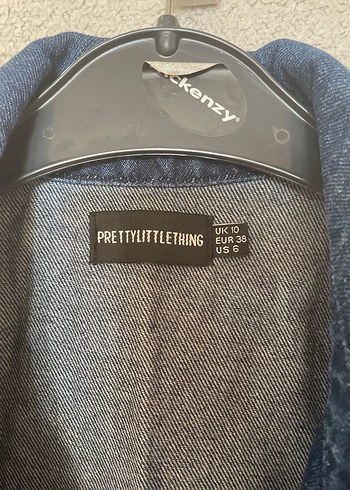 ckenzy
PRETTYLITTLETHING
UK 10
EUR 38
US 6